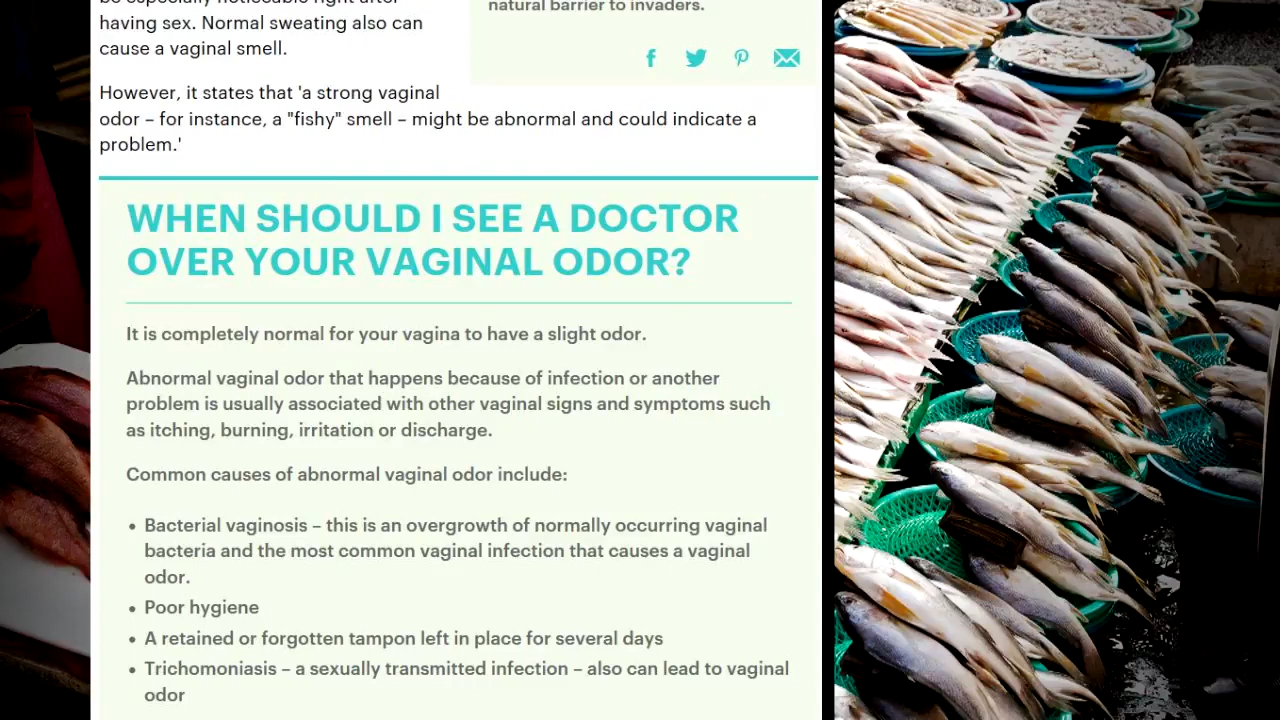 be especially noticeable right after
having sex. Normal sweating also can
cause a vaginal smell.
natural barrier to invaders.
However, it states that 'a strong vaginal
odor – for instance, a "fishy" smell – might be abnormal and could indicate a
problem.'
WHEN SHOULD I SEE A DOCTOR
OVER YOUR VAGINAL ODOR?
It is completely normal for your vagina to have a slight odor.
Abnormal vaginal odor that happens because of infection or another
problem is usually associated with other vaginal signs and symptoms such
as itching, burning, irritation or discharge.
Common causes of abnormal vaginal odor include:
• Bacterial vaginosis – this is an overgrowth of normally occurring vaginal
bacteria and the most common vaginal infection that causes a vaginal
odor.
• Poor hygiene
• A retained or forgotten tampon left in place for several days
• Trichomoniasis – a sexually transmitted infection – also can lead to vaginal
odor